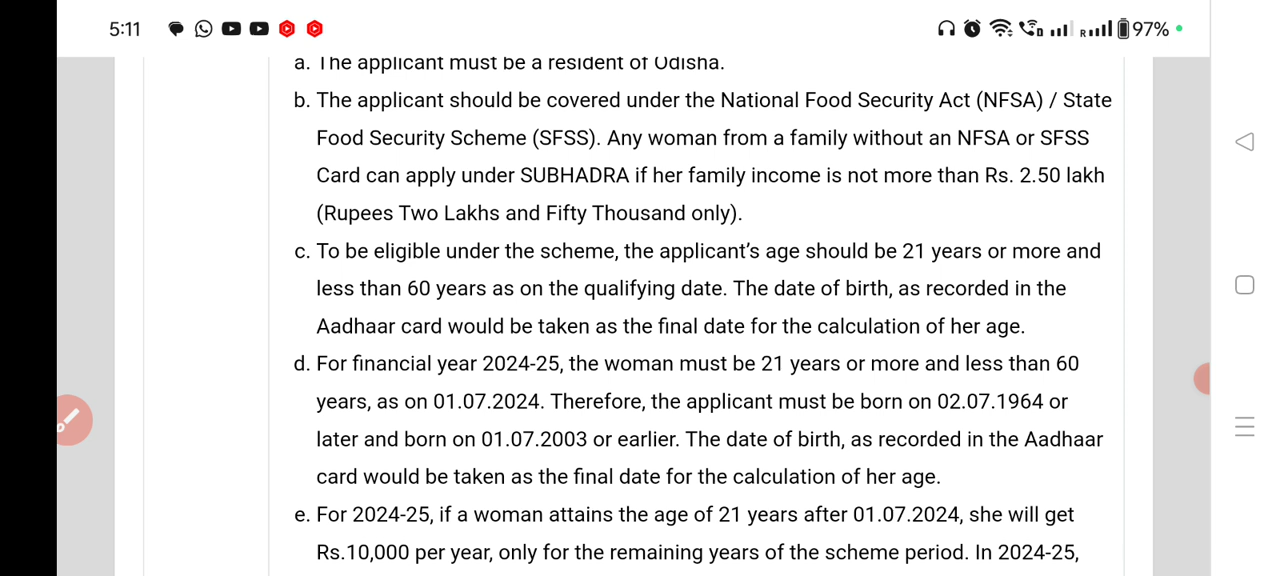 5:11
97%
a. The applicant must be a resident of Odisha.
b. The applicant should be covered under the National Food Security Act (NFSA) / State
Food Security Scheme (SFSS). Any woman from a family without an NFSA or SFSS
Card can apply under SUBHADRA if her family income is not more than Rs. 2.50 lakh
(Rupees Two Lakhs and Fifty Thousand only).
c. To be eligible under the scheme, the applicant’s age should be 21 years or more and
less than 60 years as on the qualifying date. The date of birth, as recorded in the
Aadhaar card would be taken as the final date for the calculation of her age.
d. For financial year 2024-25, the woman must be 21 years or more and less than 60
years, as on 01.07.2024. Therefore, the applicant must be born on 02.07.1964 or
later and born on 01.07.2003 or earlier. The date of birth, as recorded in the Aadhaar
card would be taken as the final date for the calculation of her age.
e. For 2024-25, if a woman attains the age of 21 years after 01.07.2024, she will get
Rs.10,000 per year, only for the remaining years of the scheme period. In 2024-25,